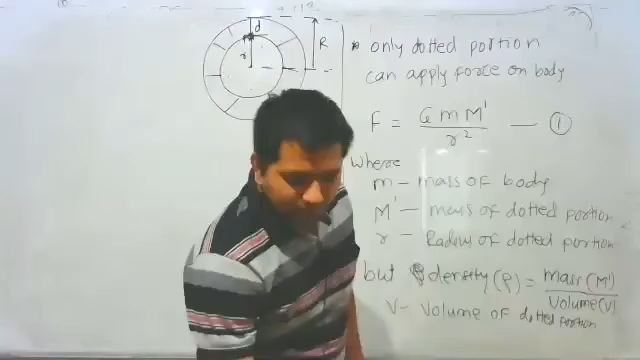 d
R
r
only dotted portion
can apply force on body
F = G m M' / r² — ①
Where
m – mass of body
M' – mass of dotted portion
r – Radius of dotted portion
but density (ρ) = mass (M') / Volume (V)
V – Volume of dotted portion